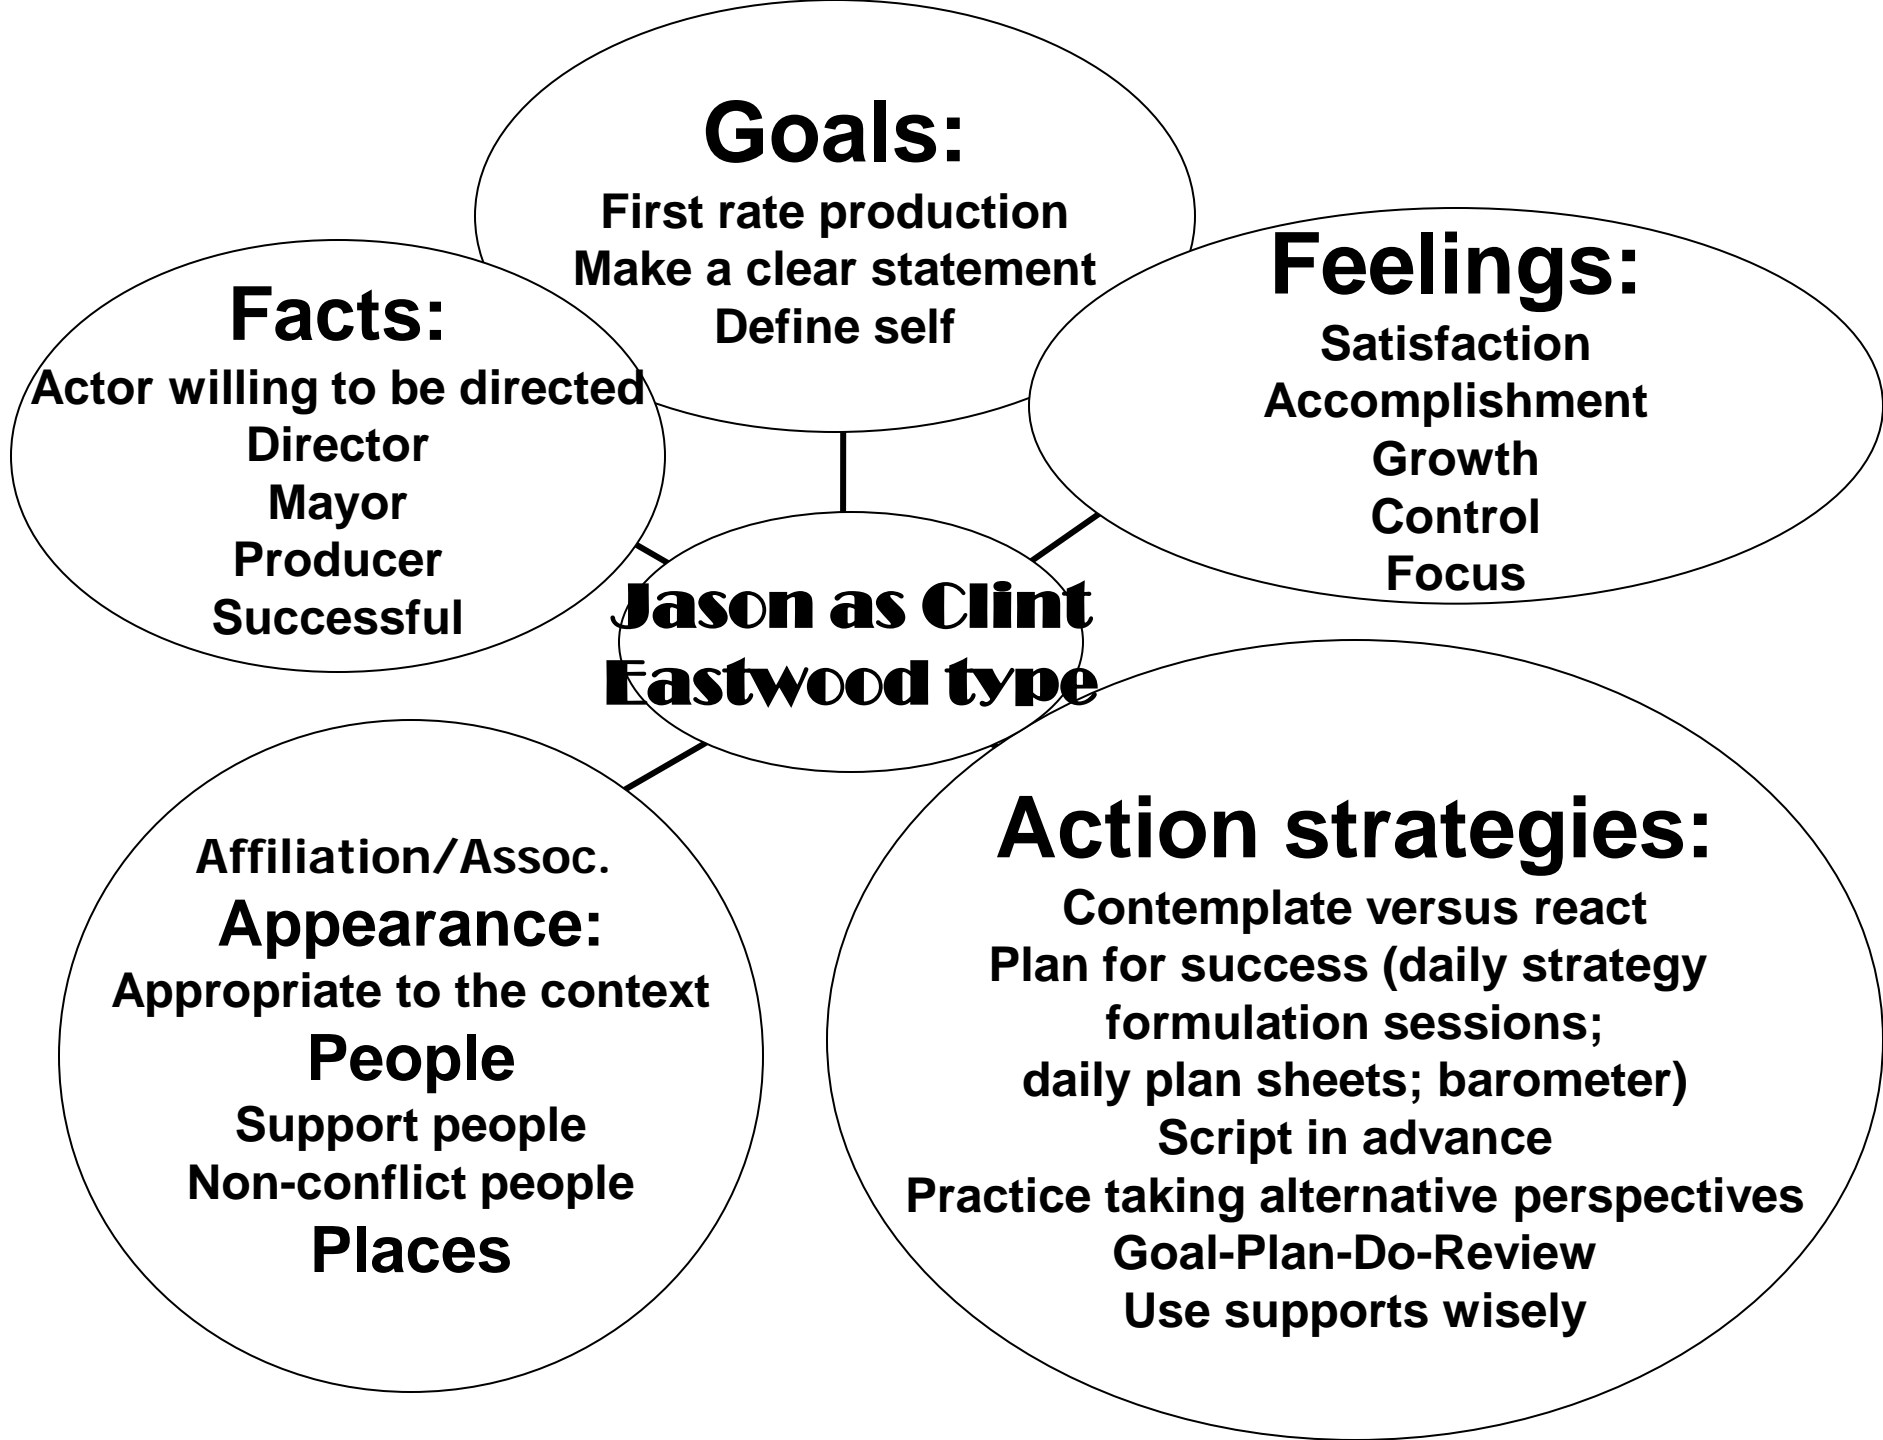 Goals:
First rate production
Make a clear statement
Define self
Feelings:
Satisfaction
Accomplishment
Growth
Control
Focus
Facts:
Actor willing to be directed
Director
Mayor
Producer
Successful
Jason as Clint
Eastwood type
Affiliation/Assoc.
Appearance:
Appropriate to the context
People
Support people
Non-conflict people
Places
Action strategies:
Contemplate versus react
Plan for success (daily strategy
formulation sessions;
daily plan sheets; barometer)
Script in advance
Practice taking alternative perspectives
Goal-Plan-Do-Review
Use supports wisely